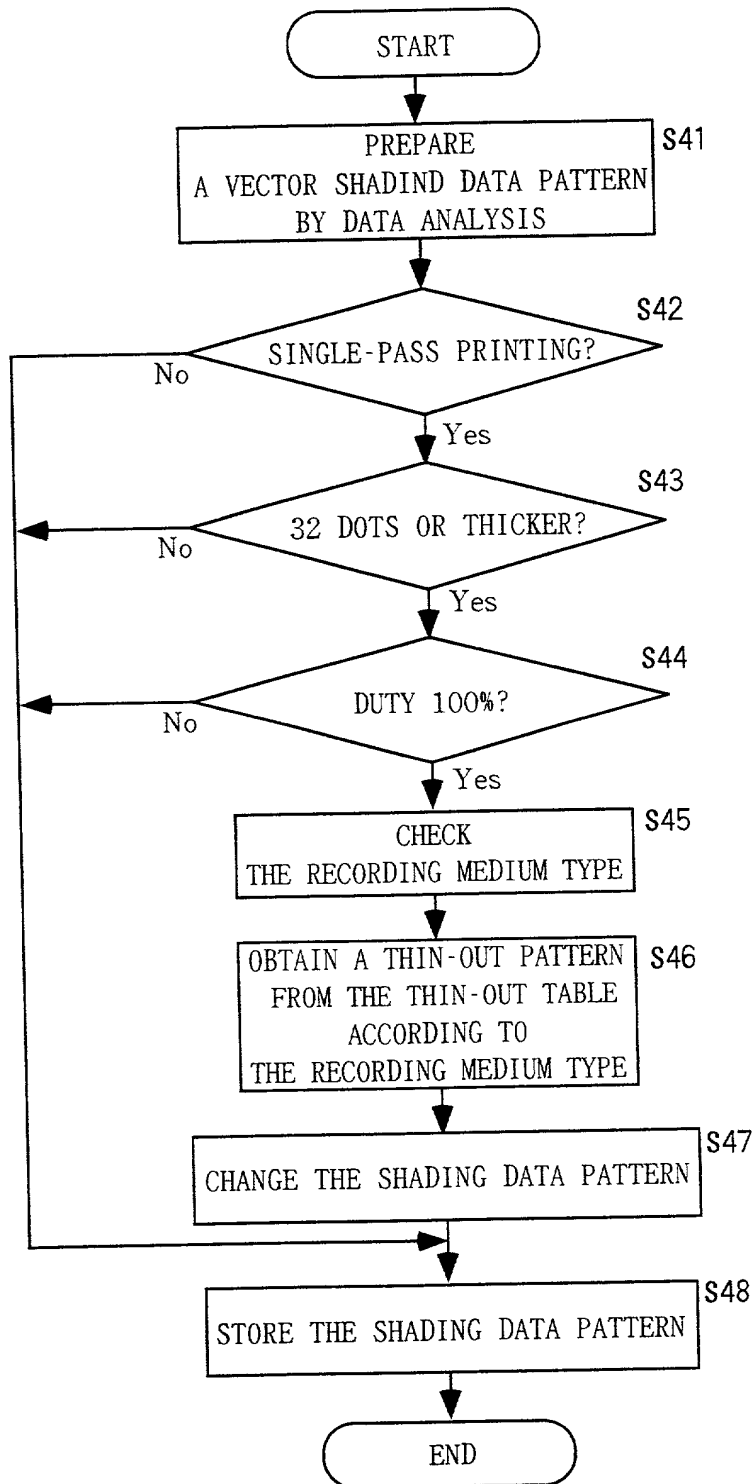 START
PREPARE
A VECTOR SHADIND DATA PATTERN
BY DATA ANALYSIS
S41
SINGLE-PASS PRINTING?
S42
No
Yes
32 DOTS OR THICKER?
S43
No
Yes
DUTY 100%?
S44
No
Yes
CHECK
THE RECORDING MEDIUM TYPE
S45
OBTAIN A THIN-OUT PATTERN
FROM THE THIN-OUT TABLE
ACCORDING TO
THE RECORDING MEDIUM TYPE
S46
CHANGE THE SHADING DATA PATTERN
S47
STORE THE SHADING DATA PATTERN
S48
END